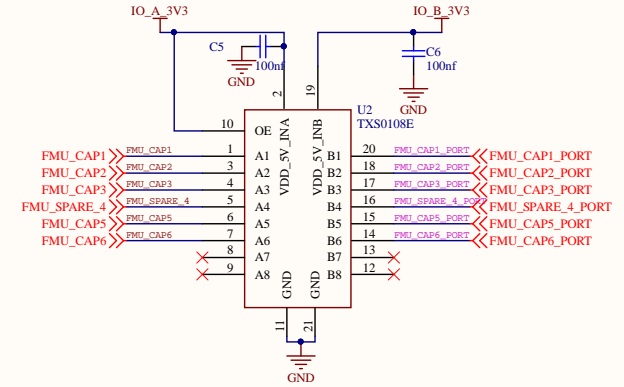 IO_A_3V3
IO_B_3V3
C5
100nf
GND
C6
100nf
GND
2
19
U2
TXS0108E
10
OE
VDD_5V_INA
VDD_5V_INB
FMU_CAP1 FMU_CAP1 1 A1 B1 20 FMU_CAP1_PORT FMU_CAP1_PORT
FMU_CAP2 FMU_CAP2 3 A2 B2 18 FMU_CAP2_PORT FMU_CAP2_PORT
FMU_CAP3 FMU_CAP3 4 A3 B3 17 FMU_CAP3_PORT FMU_CAP3_PORT
FMU_SPARE_4 FMU_SPARE_4 5 A4 B4 16 FMU_SPARE_4_PORT FMU_SPARE_4_PORT
FMU_CAP5 FMU_CAP5 6 A5 B5 15 FMU_CAP5_PORT FMU_CAP5_PORT
FMU_CAP6 FMU_CAP6 7 A6 B6 14 FMU_CAP6_PORT FMU_CAP6_PORT
8 A7 B7 13
9 A8 B8 12
GND
GND
11
21
GND